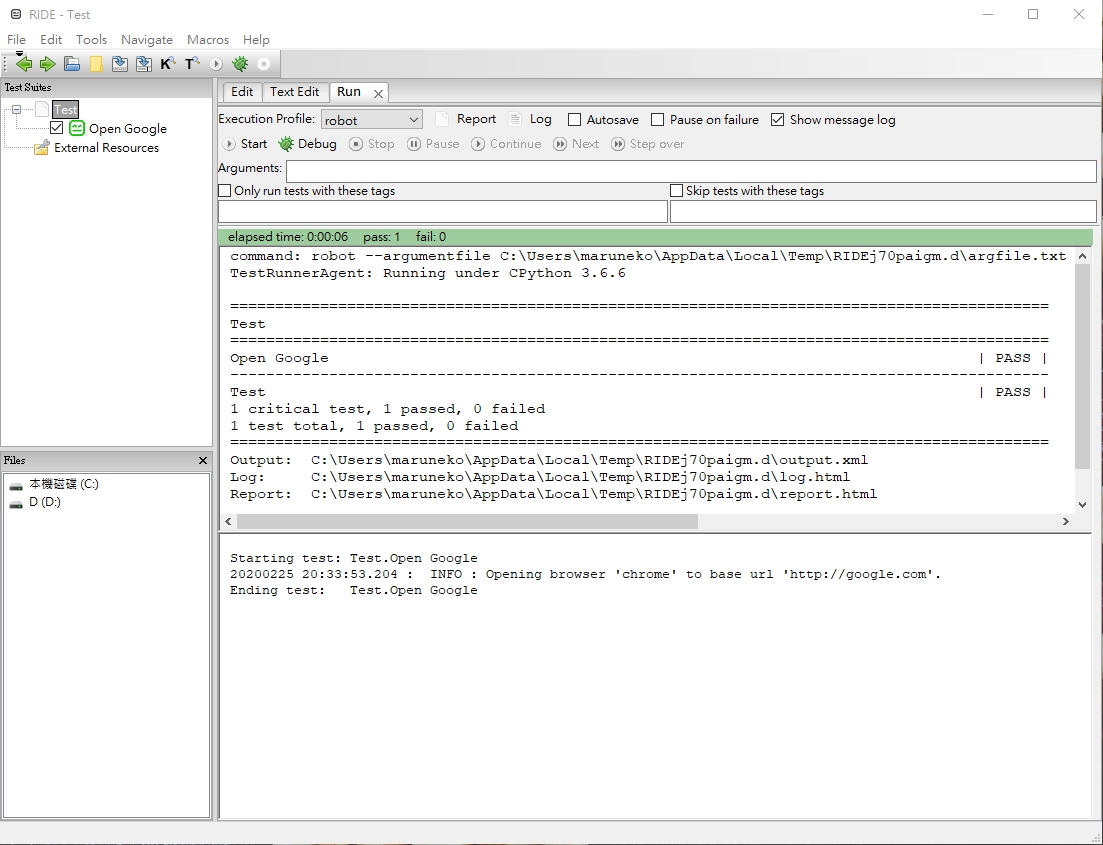 RIDE - Test
File Edit Tools Navigate Macros Help
K T
Test Suites
Test
Open Google
External Resources
Files
本機磁碟 (C:)
D (D:)
Edit Text Edit Run
Execution Profile: robot Report Log Autosave Pause on failure Show message log
Start Debug Stop Pause Continue Next Step over
Arguments:
Only run tests with these tags Skip tests with these tags
elapsed time: 0:00:06 pass: 1 fail: 0
command: robot --argumentfile C:\Users\maruneko\AppData\Local\Temp\RIDEj70paigm.d\argfile.txt
TestRunnerAgent: Running under CPython 3.6.6
==============================================================================
Test
==============================================================================
Open Google | PASS |
------------------------------------------------------------------------------
Test | PASS |
1 critical test, 1 passed, 0 failed
1 test total, 1 passed, 0 failed
==============================================================================
Output: C:\Users\maruneko\AppData\Local\Temp\RIDEj70paigm.d\output.xml
Log: C:\Users\maruneko\AppData\Local\Temp\RIDEj70paigm.d\log.html
Report: C:\Users\maruneko\AppData\Local\Temp\RIDEj70paigm.d\report.html
Starting test: Test.Open Google
20200225 20:33:53.204 : INFO : Opening browser 'chrome' to base url 'http://google.com'.
Ending test: Test.Open Google